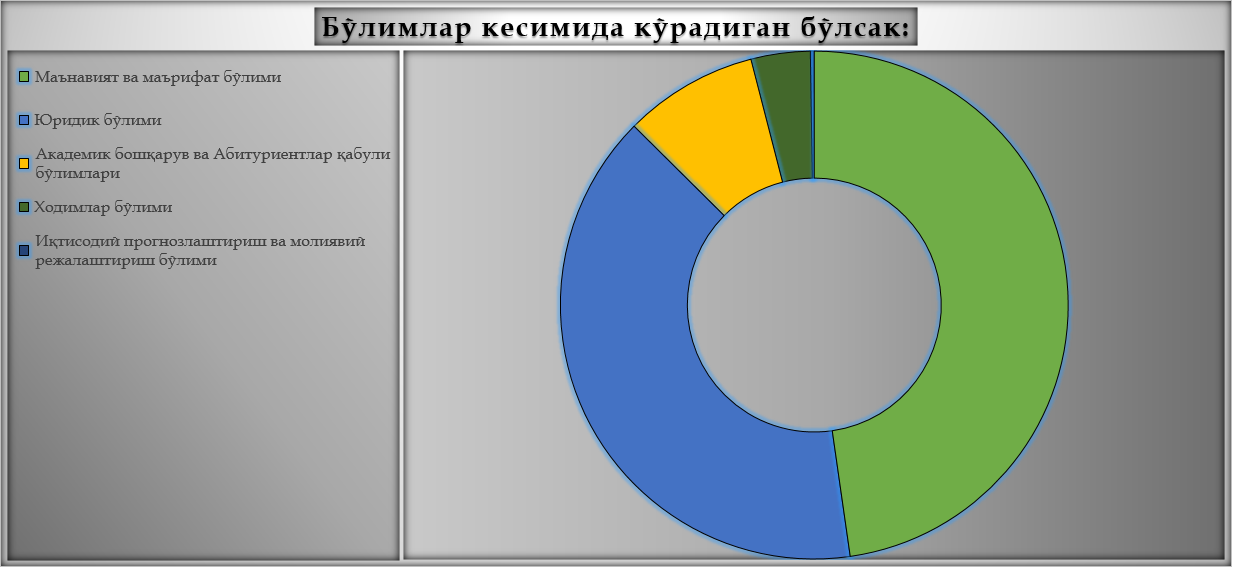 Бўлимлар кесимида кўрадиган бўлсак:
Маънавият ва маърифат бўлими
Юридик бўлими
Академик бошқарув ва Абитуриентлар қабули
бўлимлари
Ходимлар бўлими
Иқтисодий прогнозлаштириш ва молиявий
режалаштириш бўлими